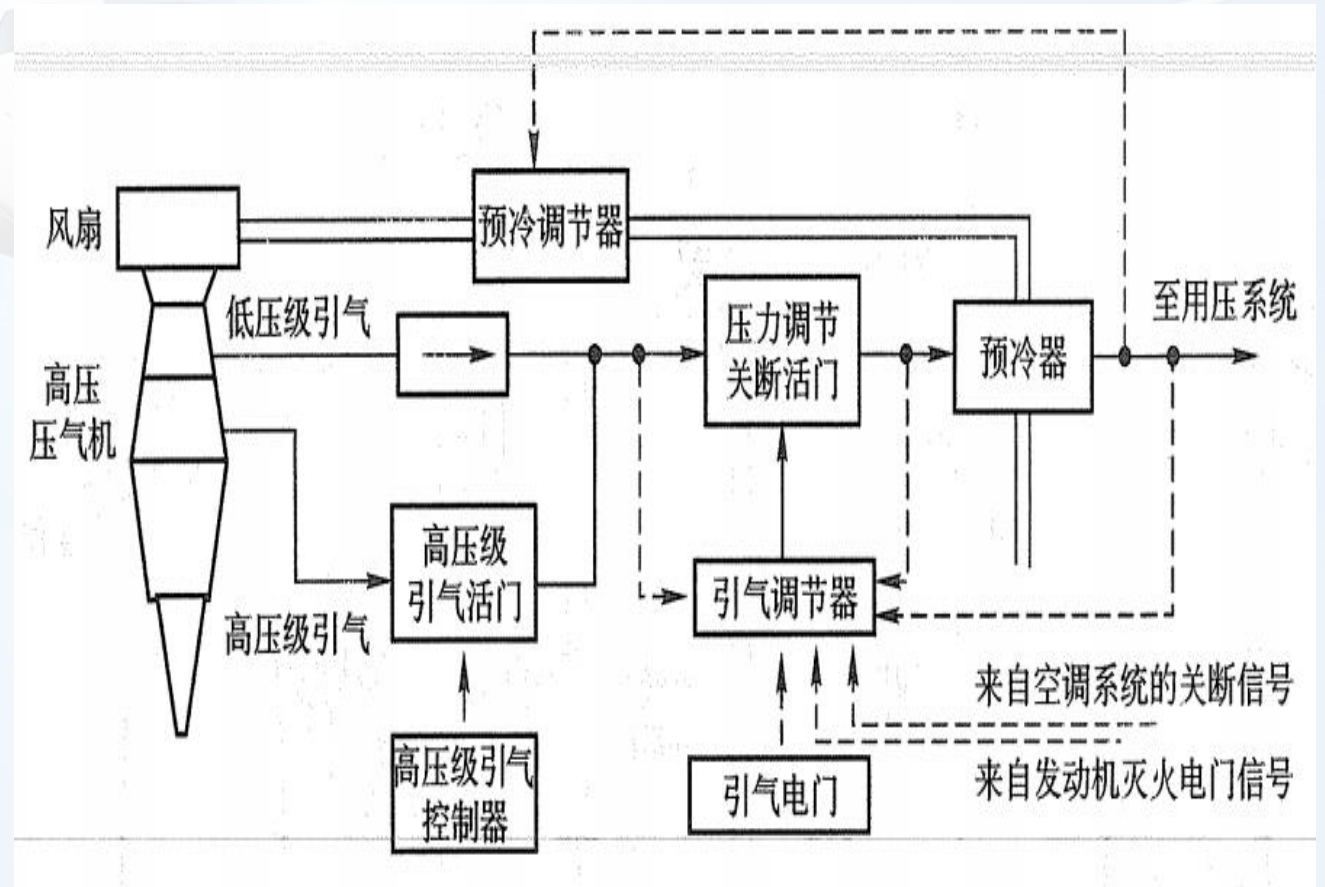 风扇
预冷调节器
低压级引气
压力调节
关断活门
预冷器
至用压系统
高压
压气机
高压级
引气活门
引气调节器
高压级引气
来自空调系统的关断信号
高压级引气
控制器
引气电门
来自发动机灭火电门信号